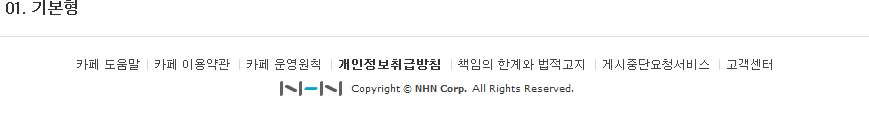 01. 기본형
카페 도움말 | 카페 이용약관 | 카페 운영원칙 | 개인정보취급방침 | 책임의 한계와 법적고지 | 게시중단요청서비스 | 고객센터
NHN Copyright © NHN Corp. All Rights Reserved.